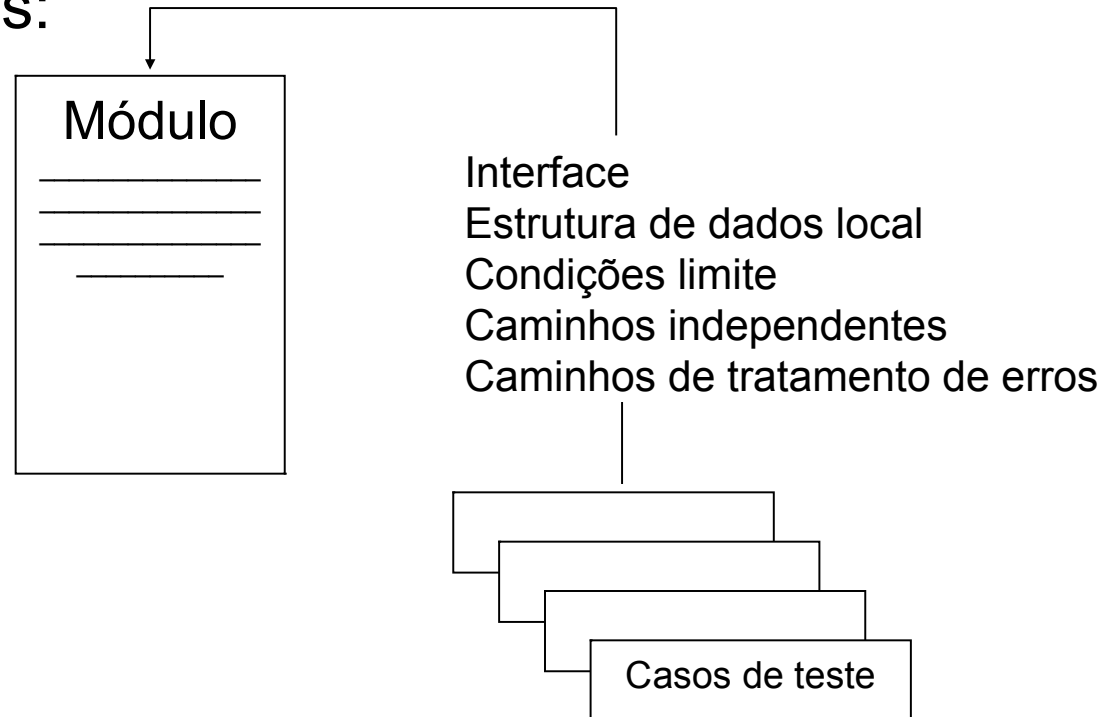 s:
Módulo
Interface
Estrutura de dados local
Condições limite
Caminhos independentes
Caminhos de tratamento de erros
Casos de teste